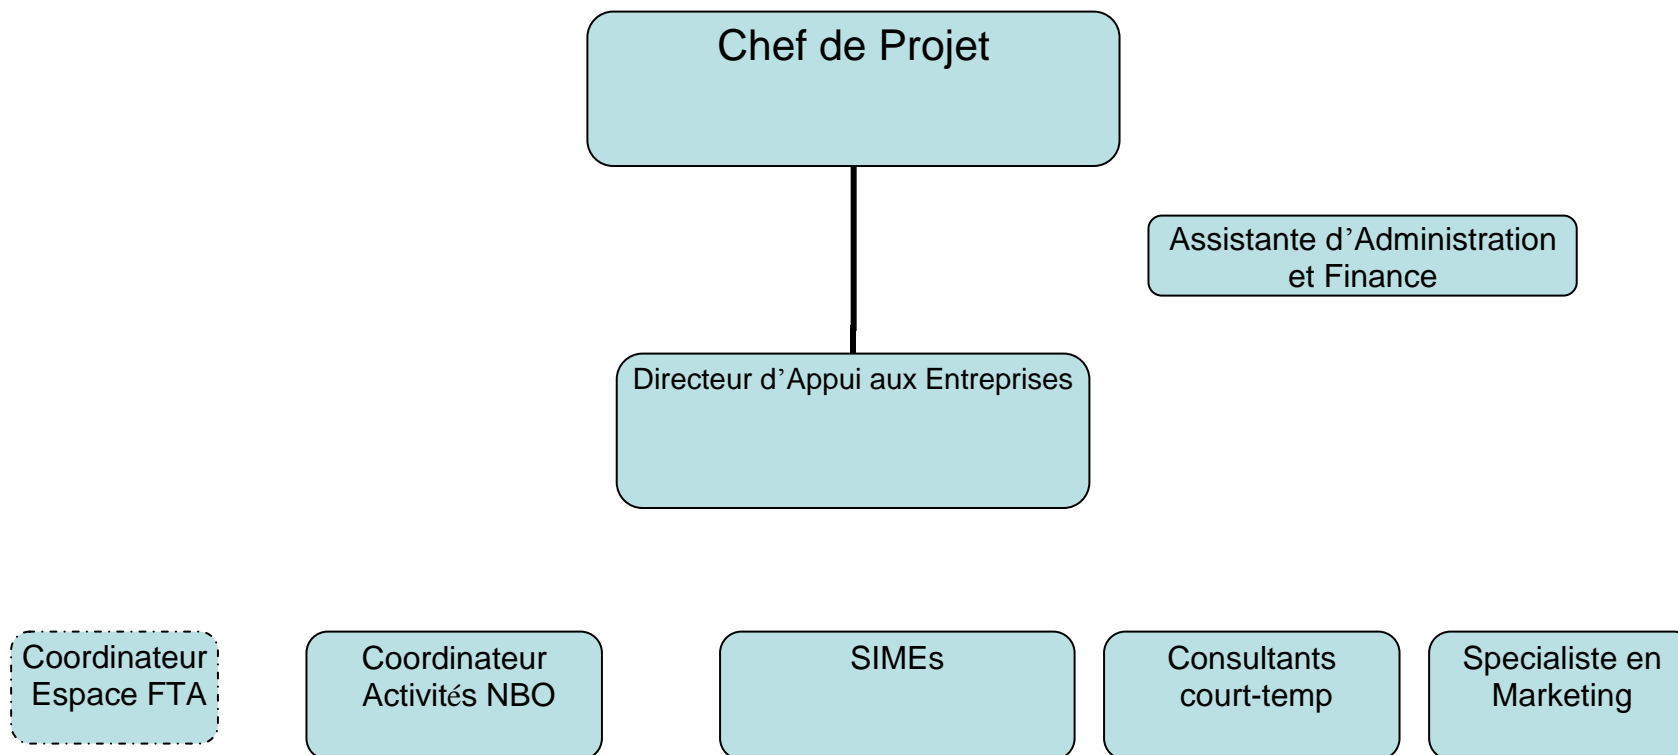 Chef de Projet
Assistante d’Administration
et Finance
Directeur d’Appui aux Entreprises
Coordinateur
Espace FTA
Coordinateur
Activités NBO
SIMEs
Consultants
court-temp
Specialiste en
Marketing